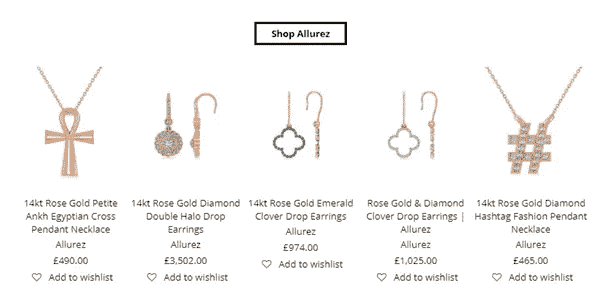 Shop Allurez
14kt Rose Gold Petite
Ankh Egyptian Cross
Pendant Necklace
Allurez
£490.00
Add to wishlist
14kt Rose Gold Diamond
Double Halo Drop
Earrings
Allurez
£3,502.00
Add to wishlist
14kt Rose Gold Emerald
Clover Drop Earrings
Allurez
£974.00
Add to wishlist
Rose Gold & Diamond
Clover Drop Earrings |
Allurez
Allurez
£1,025.00
Add to wishlist
14kt Rose Gold Diamond
Hashtag Fashion Pendant
Necklace
Allurez
£465.00
Add to wishlist